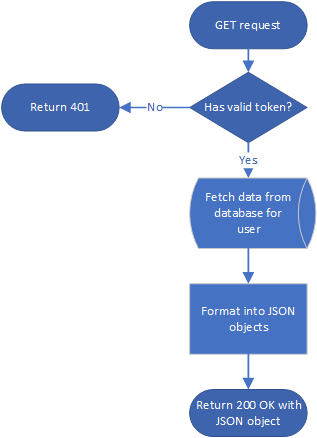 GET request
Has valid token?
No
Return 401
Yes
Fetch data from
database for
user
Format into JSON
objects
Return 200 OK with
JSON object